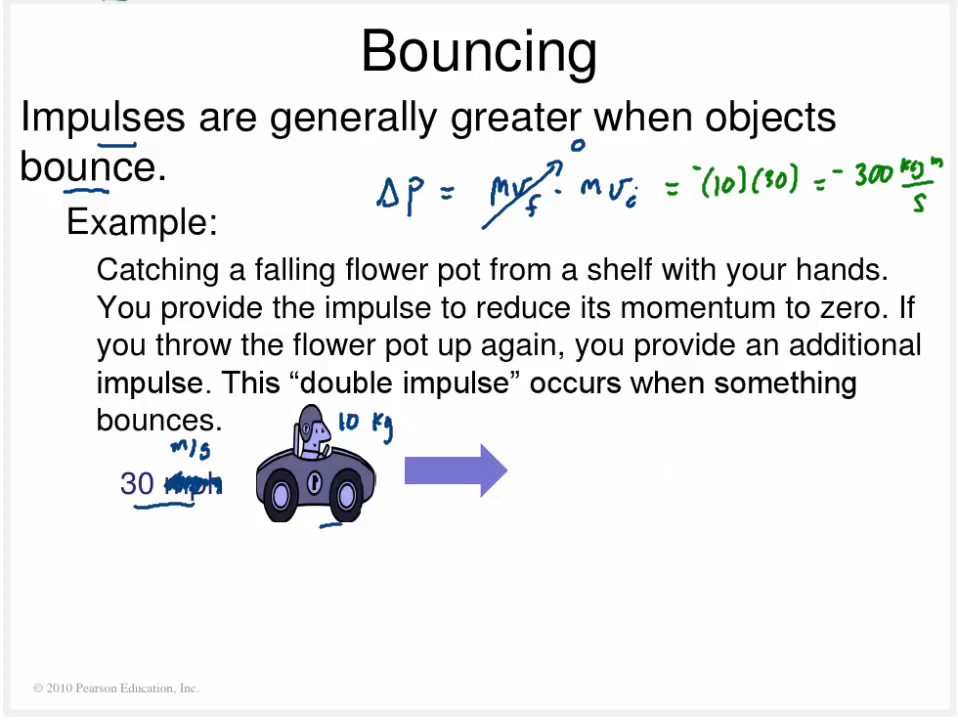 Bouncing
Impulses are generally greater when objects
bounce.
Δp = mv_f - mv_i = -(10)(30) = -300 kg m/s
0
Example:
Catching a falling flower pot from a shelf with your hands.
You provide the impulse to reduce its momentum to zero. If
you throw the flower pot up again, you provide an additional
impulse. This “double impulse” occurs when something
bounces.
10 kg
m/s
30 mph
P
© 2010 Pearson Education, Inc.